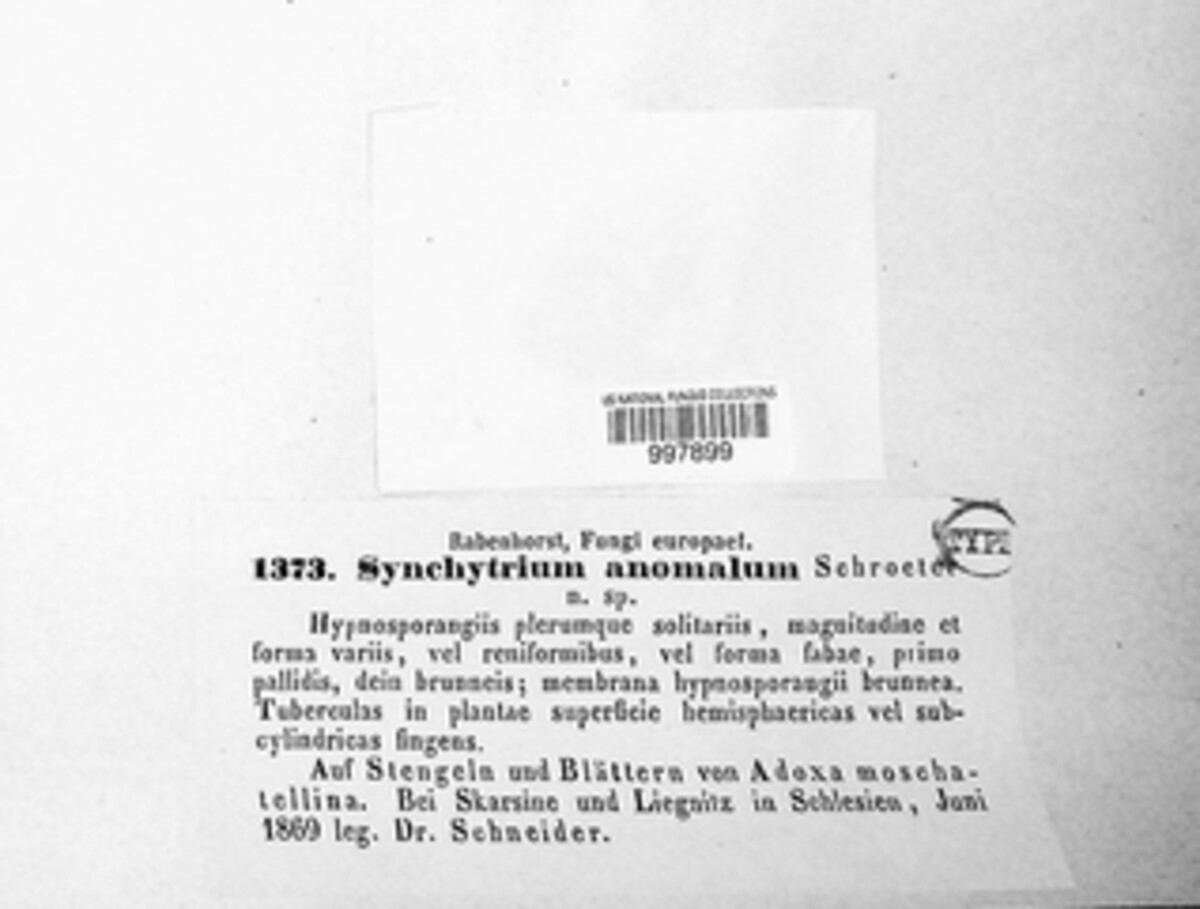 US NATIONAL FUNGUS COLLECTIONS
997899
Rabenhorst, Fungi europaei.
TYPE
1373. Synchytrium anomalum Schroeter
n. sp.
Hypnosporangiis plerumque solitariis, magnitudine et
forma variis, vel reniformibus, vel forma fabae, primo
pallidis, dein brunneis; membrana hypnosporangii brunnea.
Tuberculas in plantae superficie hemisphaericas vel sub-
cylindricas fingens.
Auf Stengeln und Blättern von Adoxa moscha-
tellina. Bei Skarsine und Liegnitz in Schlesien, Juni
1869 leg. Dr. Schneider.